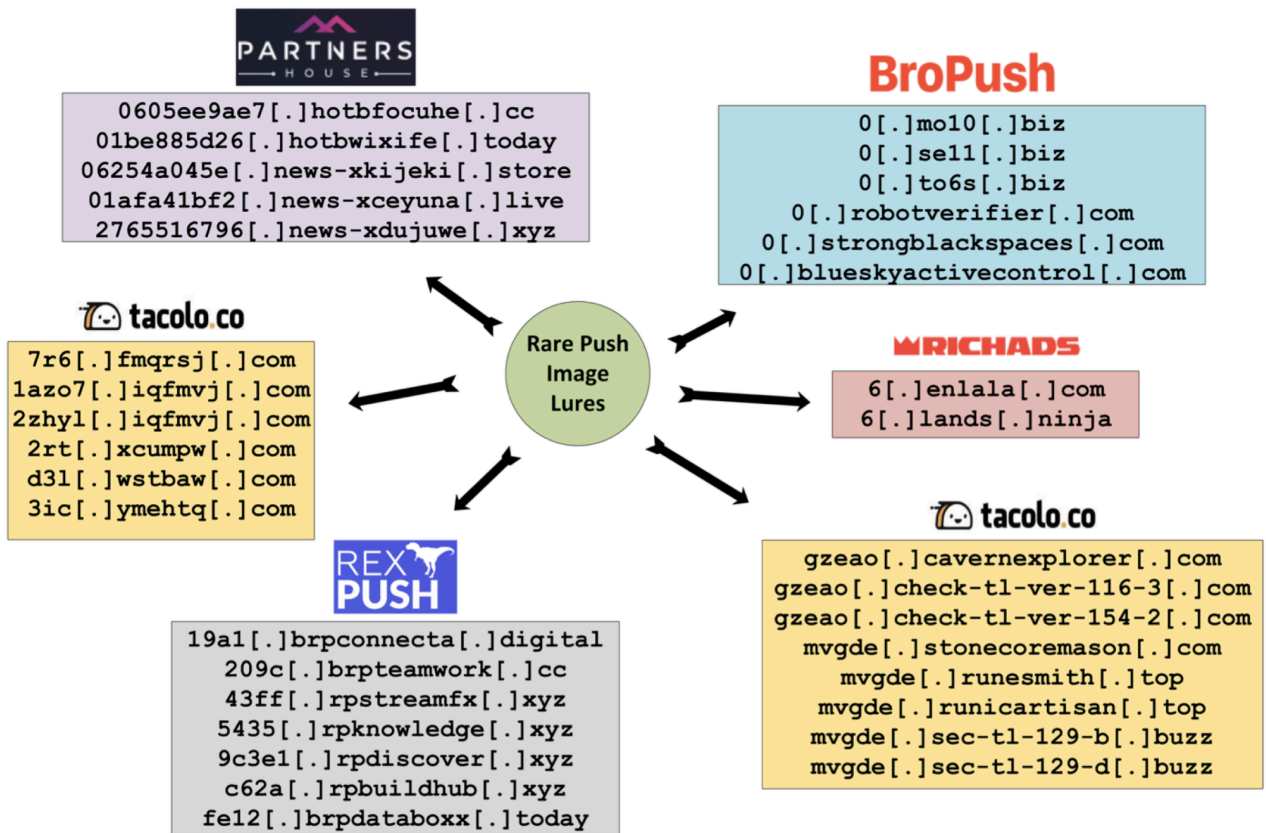 PARTNERS
HOUSE
0605ee9ae7[.]hotbfocuhe[.]cc
01be885d26[.]hotbwixife[.]today
06254a045e[.]news-xkijeki[.]store
01afa41bf2[.]news-xceyuna[.]live
2765516796[.]news-xdujuwe[.]xyz
BroPush
0[.]mo10[.]biz
0[.]se11[.]biz
0[.]to6s[.]biz
0[.]robotverifier[.]com
0[.]strongblackspaces[.]com
0[.]blueskyactivecontrol[.]com
tacolo.co
7r6[.]fmqrsj[.]com
1azo7[.]iqfmvj[.]com
2zhyl[.]iqfmvj[.]com
2rt[.]xcumpw[.]com
d3l[.]wstbaw[.]com
3ic[.]ymehtq[.]com
Rare Push
Image
Lures
RICHADS
6[.]enlala[.]com
6[.]lands[.]ninja
REX
PUSH
19a1[.]brpconnecta[.]digital
209c[.]brpteamwork[.]cc
43ff[.]rpstreamfx[.]xyz
5435[.]rpknowledge[.]xyz
9c3e1[.]rpdiscover[.]xyz
c62a[.]rpbuildhub[.]xyz
fe12[.]brpdataboxx[.]today
tacolo.co
gzeao[.]cavernexplorer[.]com
gzeao[.]check-tl-ver-116-3[.]com
gzeao[.]check-tl-ver-154-2[.]com
mvgde[.]stonecoremason[.]com
mvgde[.]runesmith[.]top
mvgde[.]runicartisan[.]top
mvgde[.]sec-tl-129-b[.]buzz
mvgde[.]sec-tl-129-d[.]buzz